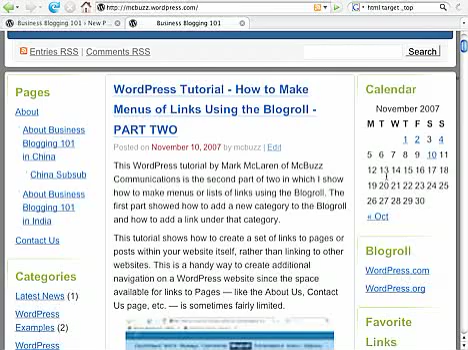 http://mcbuzz.wordpress.com/
html target _top
Business Blogging 101 › New P...
Business Blogging 101
Entries RSS | Comments RSS
Search
Pages
About
About Business
Blogging 101
in China
China Subsub
About Business
Blogging 101
in India
Contact Us
Categories
Latest News (1)
WordPress
Examples (2)
WordPress
WordPress Tutorial - How to Make
Menus of Links Using the Blogroll -
PART TWO
Posted on November 10, 2007 by mcbuzz | Edit
This WordPress tutorial by Mark McLaren of McBuzz
Communications is the second part of two in which I show
how to make menus or lists of links using the Blogroll. The
first part showed how to add a new category to the Blogroll
and how to add a link under that category.
This tutorial shows how to create a set of links to pages or
posts within your website itself, rather than linking to other
websites. This is a handy way to create additional
navigation on a WordPress website since the space
available for links to Pages — like the About Us, Contact
Us page, etc. — is sometimes fairly limited.
Calendar
November 2007
M T W T F S S
1 2 3 4
5 6 7 8 9 10 11
12 13 14 15 16 17 18
19 20 21 22 23 24 25
26 27 28 29 30
« Oct
Blogroll
WordPress.com
WordPress.org
Favorite
Links